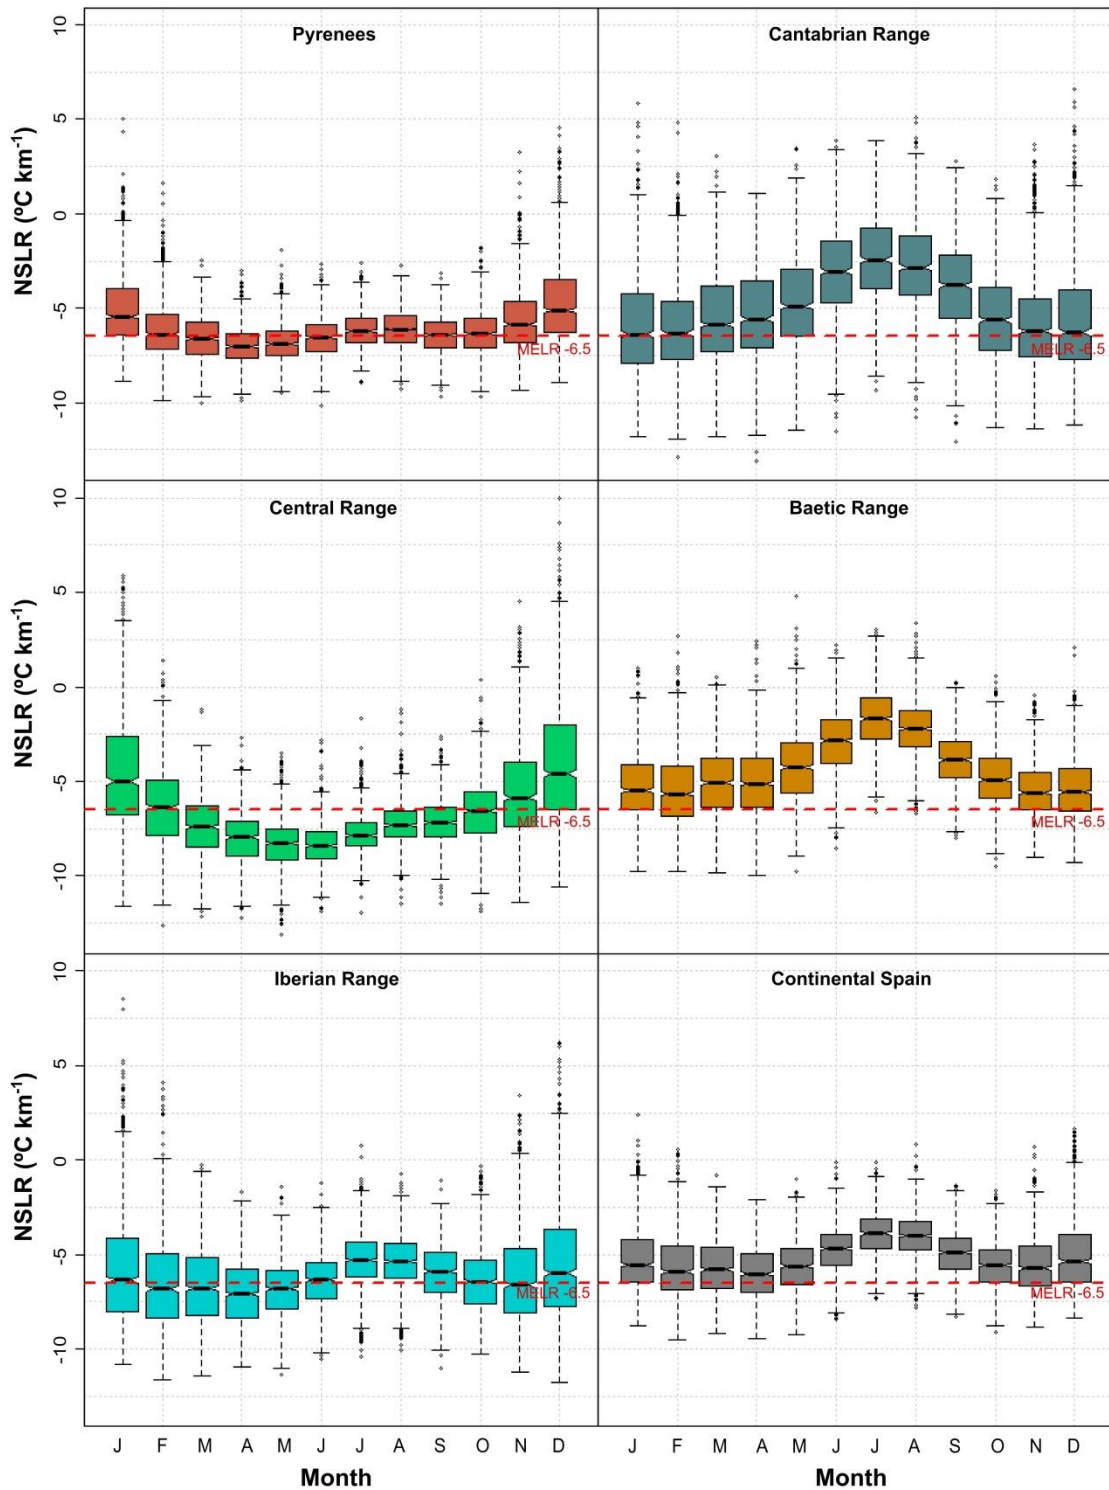 Pyrenees
Cantabrian Range
NSLR (ºC km-1)
10
5
0
-5
-10
MELR -6.5
MELR -6.5
Central Range
Baetic Range
NSLR (ºC km-1)
10
5
0
-5
-10
MELR -6.5
MELR -6.5
Iberian Range
Continental Spain
NSLR (ºC km-1)
10
5
0
-5
-10
MELR -6.5
MELR -6.5
J F M A M J J A S O N D
J F M A M J J A S O N D
Month
Month